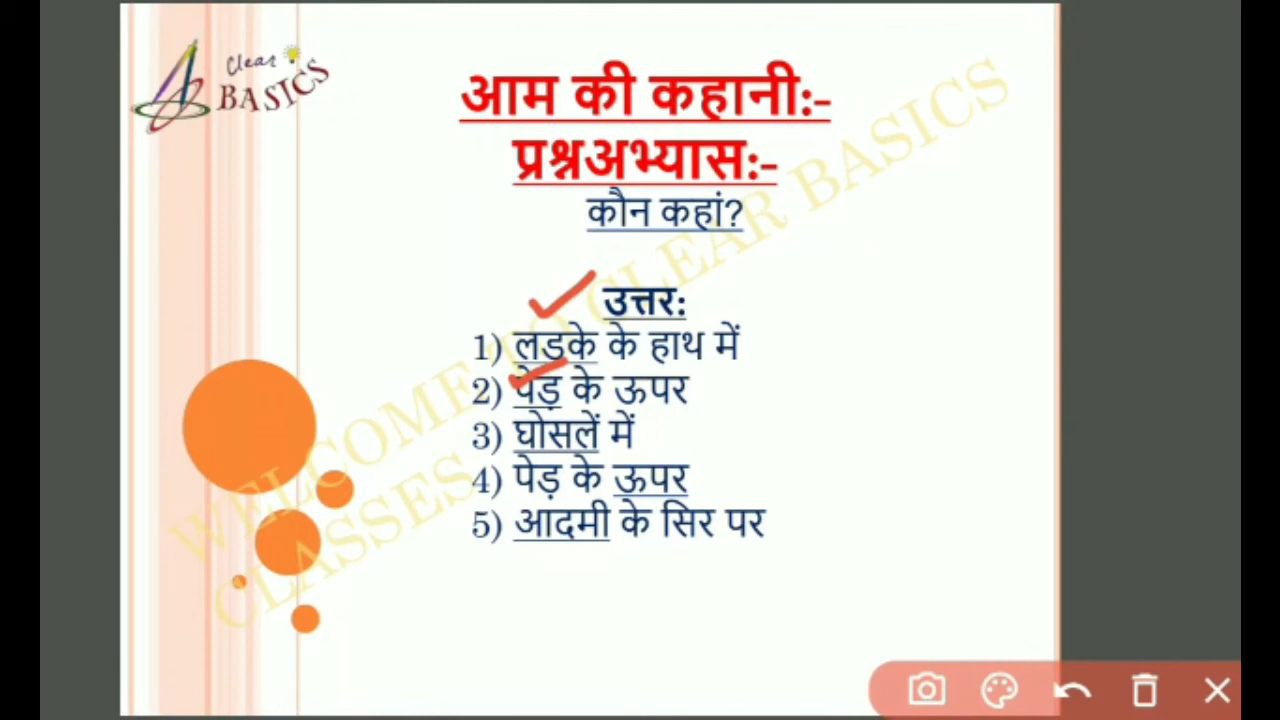 Clear
BASICS
आम की कहानी:-
प्रश्नअभ्यास:-
कौन कहां?
उत्तर:
1) लडके के हाथ में
2) पेड़ के ऊपर
3) घोसलें में
4) पेड़ के ऊपर
5) आदमी के सिर पर
WELCOME TO CLEAR BASICS
CLASSES